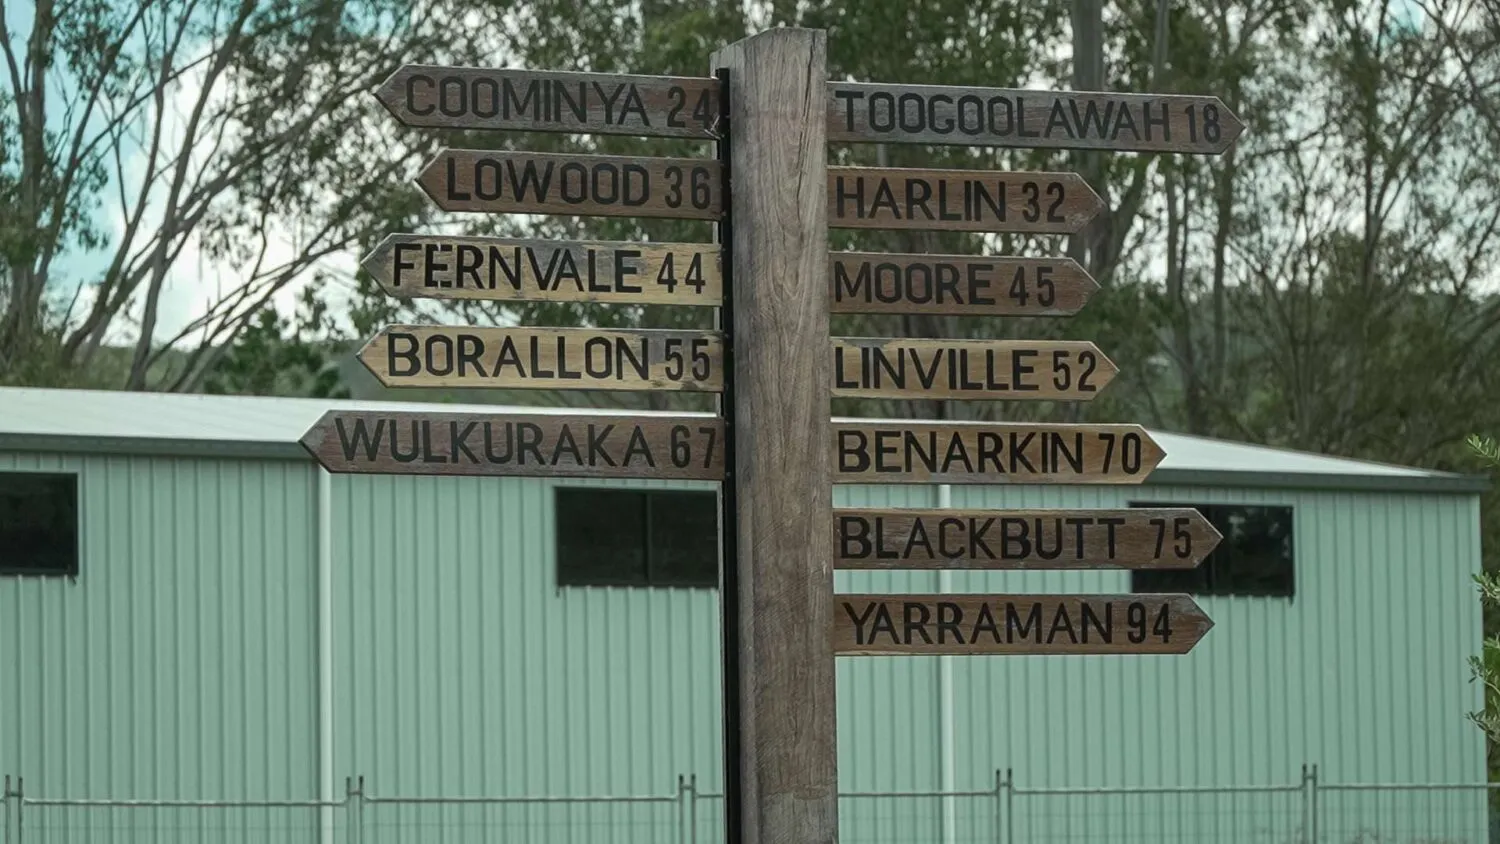 COOMINYA 24
LOWOOD 36
FERNVALE 44
BORALLON 55
WULKURAKA 67
TOOGOOLAWAH 18
HARLIN 32
MOORE 45
LINVILLE 52
BENARKIN 70
BLACKBUTT 75
YARRAMAN 94